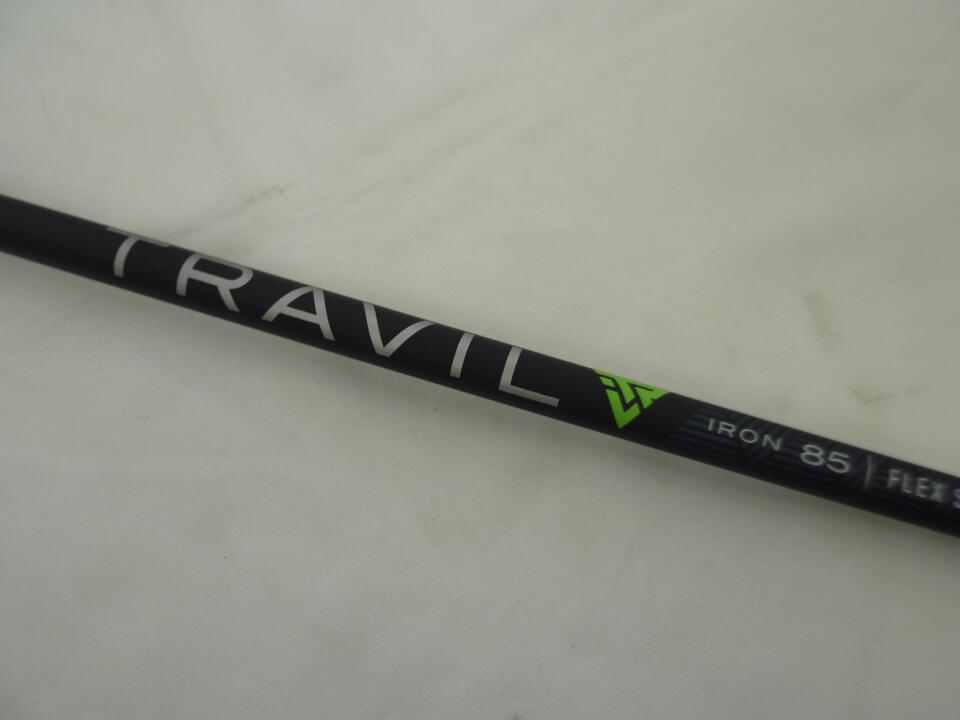 TRAVIL IRON 85 | FLEX S